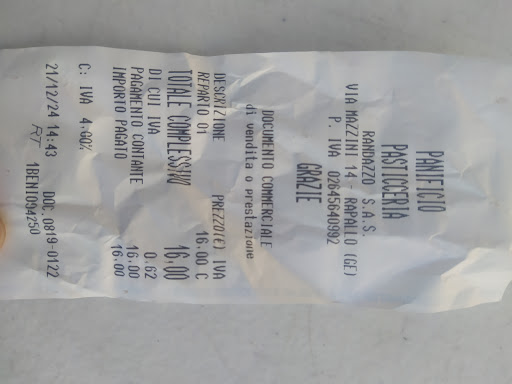 PANIFICIO
PASTICCERIA
RANDAZZO S.A.S.
VIA MAZZINI 14 - RAPALLO (GE)
P. IVA 02645640992
GRAZIE
DOCUMENTO COMMERCIALE
di vendita o prestazione
DESCRIZIONE PREZZO(€) IVA
REPARTO 01 16.00 C
TOTALE COMPLESSIVO 16,00
DI CUI IVA 0.62
PAGAMENTO CONTANTE 16.00
IMPORTO PAGATO 16.00
C: IVA 4.00%
21/12/24 14:43 DOC.0819-0122
RT 1BENT094250